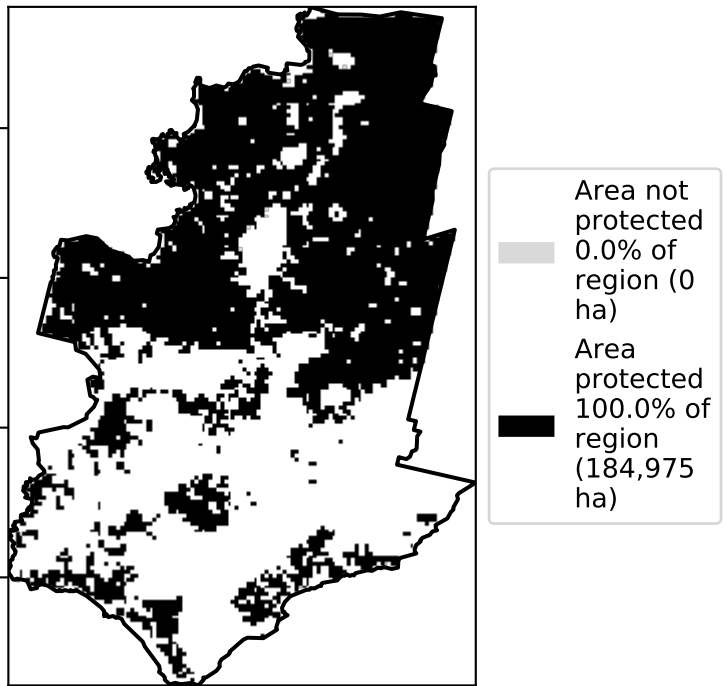 Area not
protected
0.0% of
region (0
ha)
Area
protected
100.0% of
region
(184,975
ha)